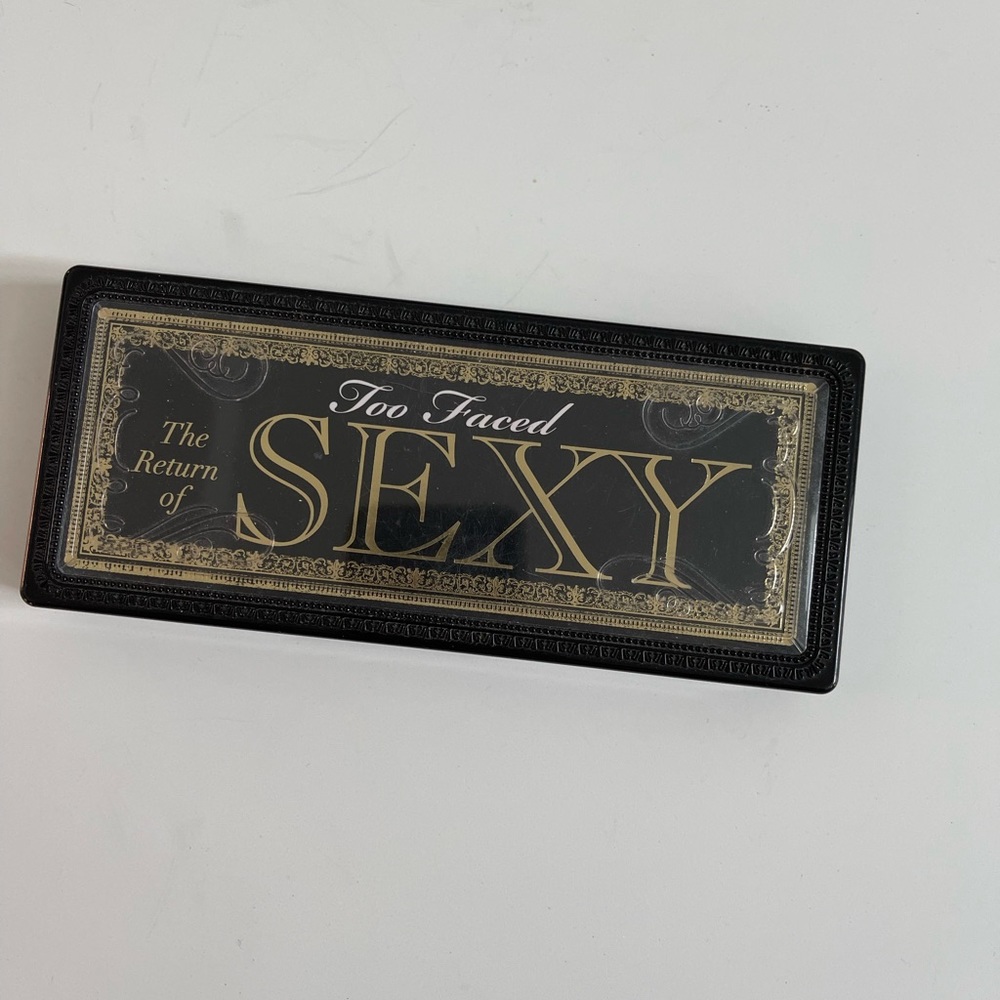 Too Faced
The
Return
of
SEXY